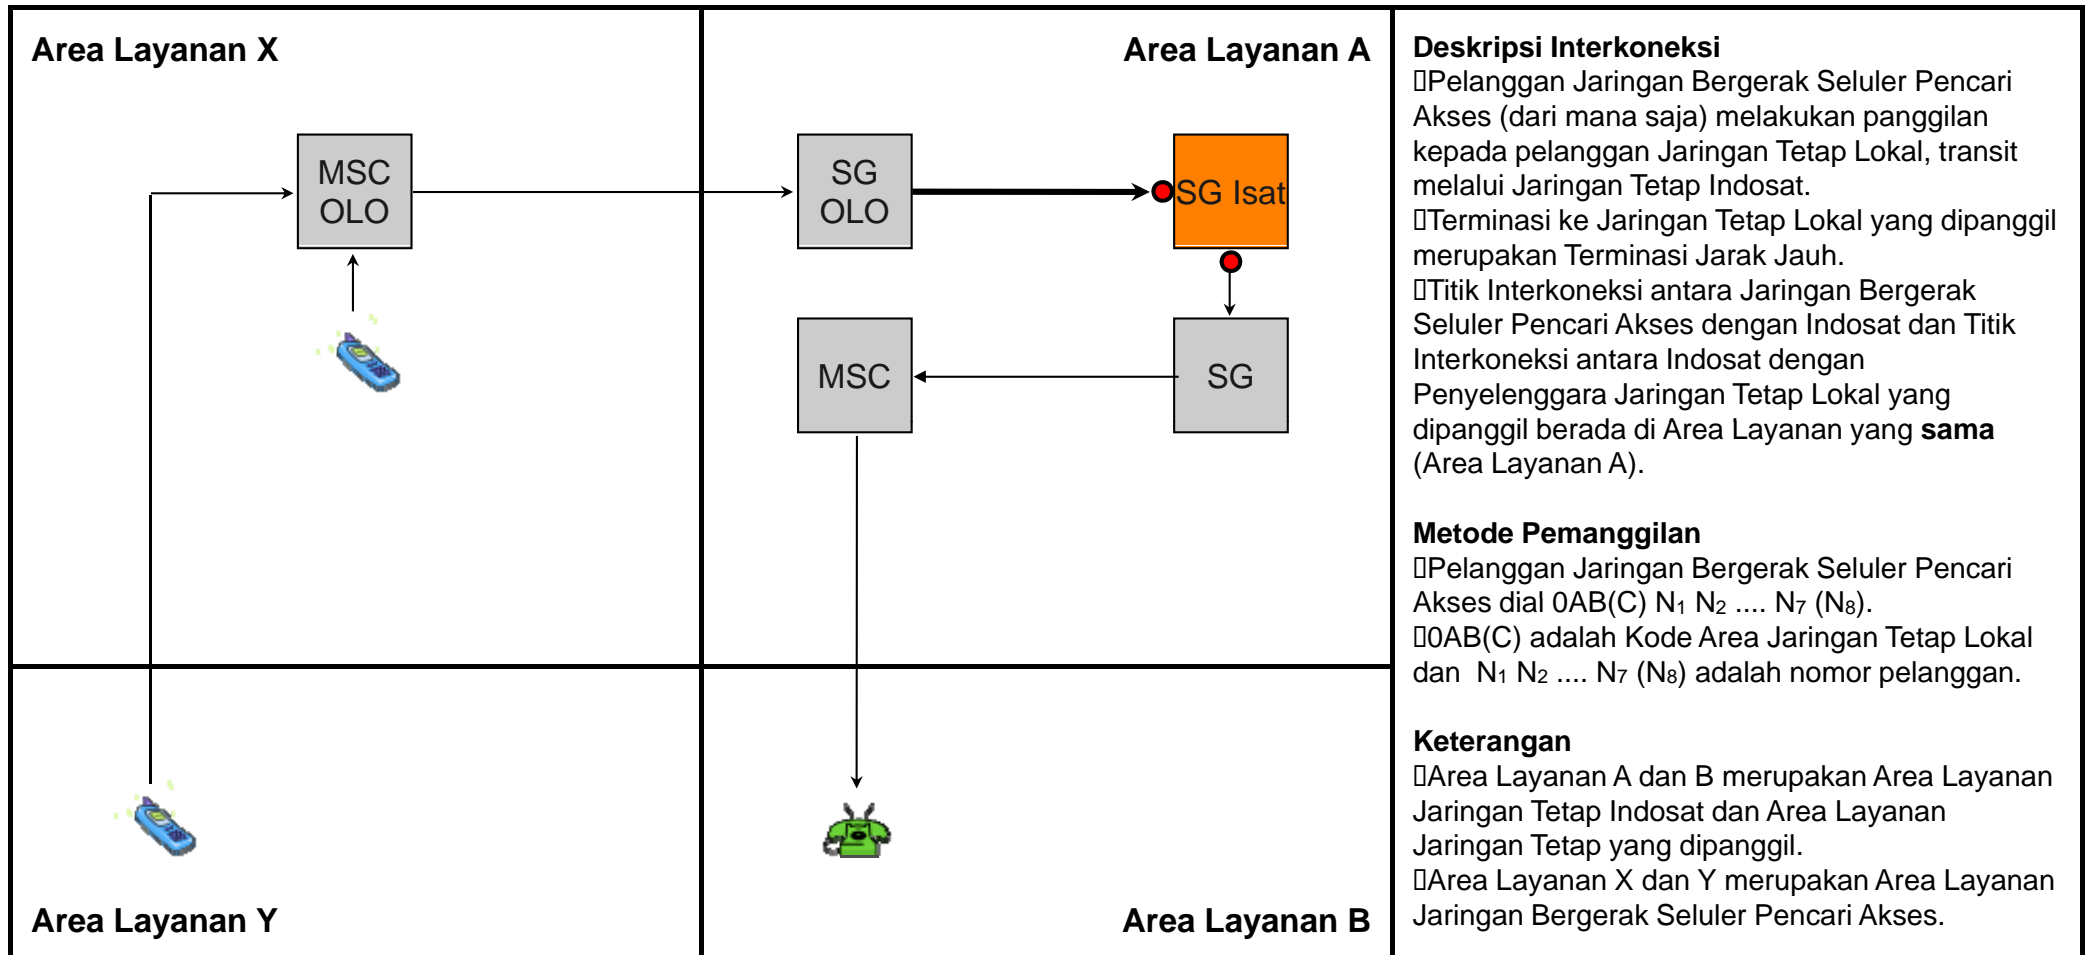 Area Layanan X
Area Layanan A
MSC
OLO
SG
OLO
SG Isat
MSC
SG
Area Layanan Y
Area Layanan B
Deskripsi Interkoneksi
Pelanggan Jaringan Bergerak Seluler Pencari
Akses (dari mana saja) melakukan panggilan
kepada pelanggan Jaringan Tetap Lokal, transit
melalui Jaringan Tetap Indosat.
Terminasi ke Jaringan Tetap Lokal yang dipanggil
merupakan Terminasi Jarak Jauh.
Titik Interkoneksi antara Jaringan Bergerak
Seluler Pencari Akses dengan Indosat dan Titik
Interkoneksi antara Indosat dengan
Penyelenggara Jaringan Tetap Lokal yang
dipanggil berada di Area Layanan yang sama
(Area Layanan A).
Metode Pemanggilan
Pelanggan Jaringan Bergerak Seluler Pencari
Akses dial 0AB(C) N₁ N₂ .... N₇ (N₈).
0AB(C) adalah Kode Area Jaringan Tetap Lokal
dan N₁ N₂ .... N₇ (N₈) adalah nomor pelanggan.
Keterangan
Area Layanan A dan B merupakan Area Layanan
Jaringan Tetap Indosat dan Area Layanan
Jaringan Tetap yang dipanggil.
Area Layanan X dan Y merupakan Area Layanan
Jaringan Bergerak Seluler Pencari Akses.